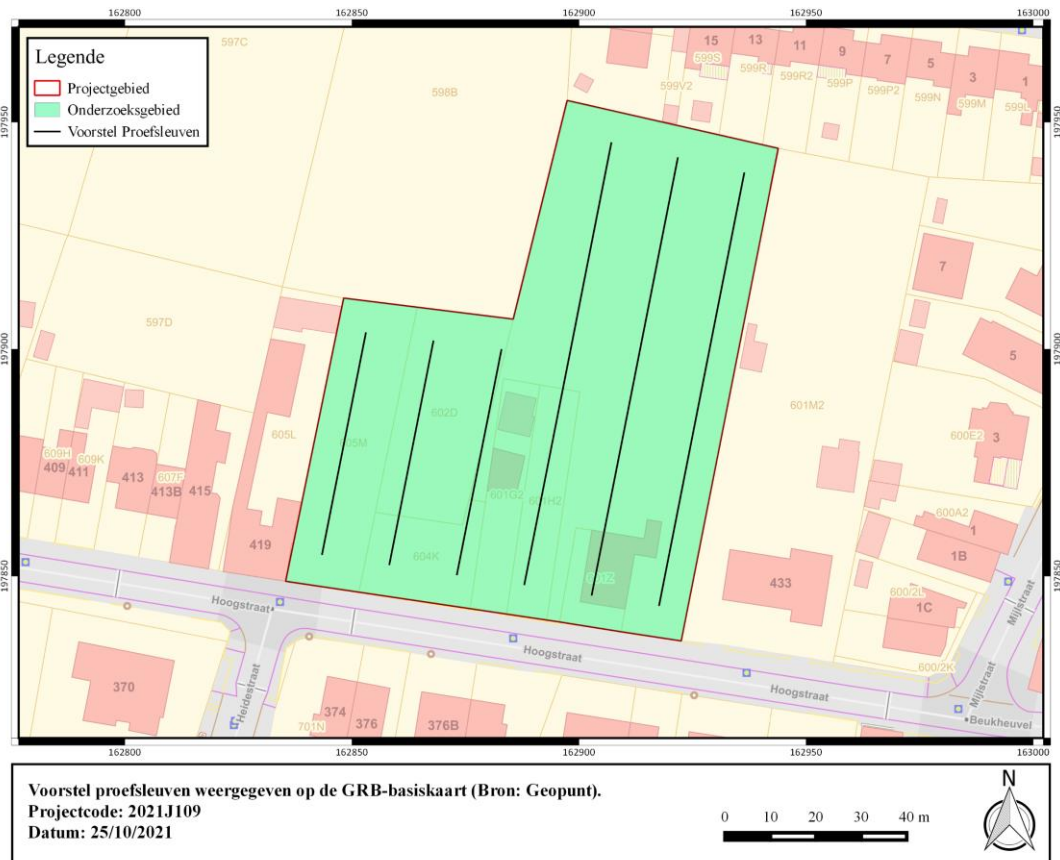 162800 162850 162900 162950 163000
Legende
Projectgebied
Onderzoeksgebied
Voorstel Proefsleuven
597C
598B
15 13 11 9 7 5 3 1
599S 599R 599R2 599P 599P2 599N 599M 599L
599V2
197950 197950
7
597D
197900 197900
5
601M2
602D
605M
605L
600E2
3
609H 609K
409 411 413 413B 415
607F
601G2 601H2
600A2
1
1B
419
604K
601Z
433
197850 197850
600/2L
1C
Hoogstraat
Hoogstraat
Hoogstraat
Heidestraat
Mijlstraat
Mijlstraat
600/2K
Beukheuvel
370
374 376 376B
701N
162800 162850 162900 162950 163000
Voorstel proefsleuven weergegeven op de GRB-basiskaart (Bron: Geopunt).
Projectcode: 2021J109
Datum: 25/10/2021
0 10 20 30 40 m
N